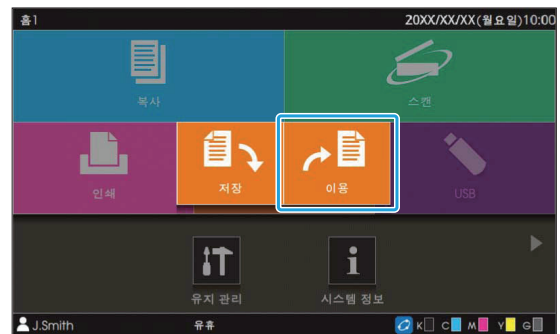 홈1 20XX/XX/XX(월요일)10:00
복사 스캔
인쇄 저장 이용 USB
유지 관리 시스템 정보
J.Smith 유휴 K C M Y G